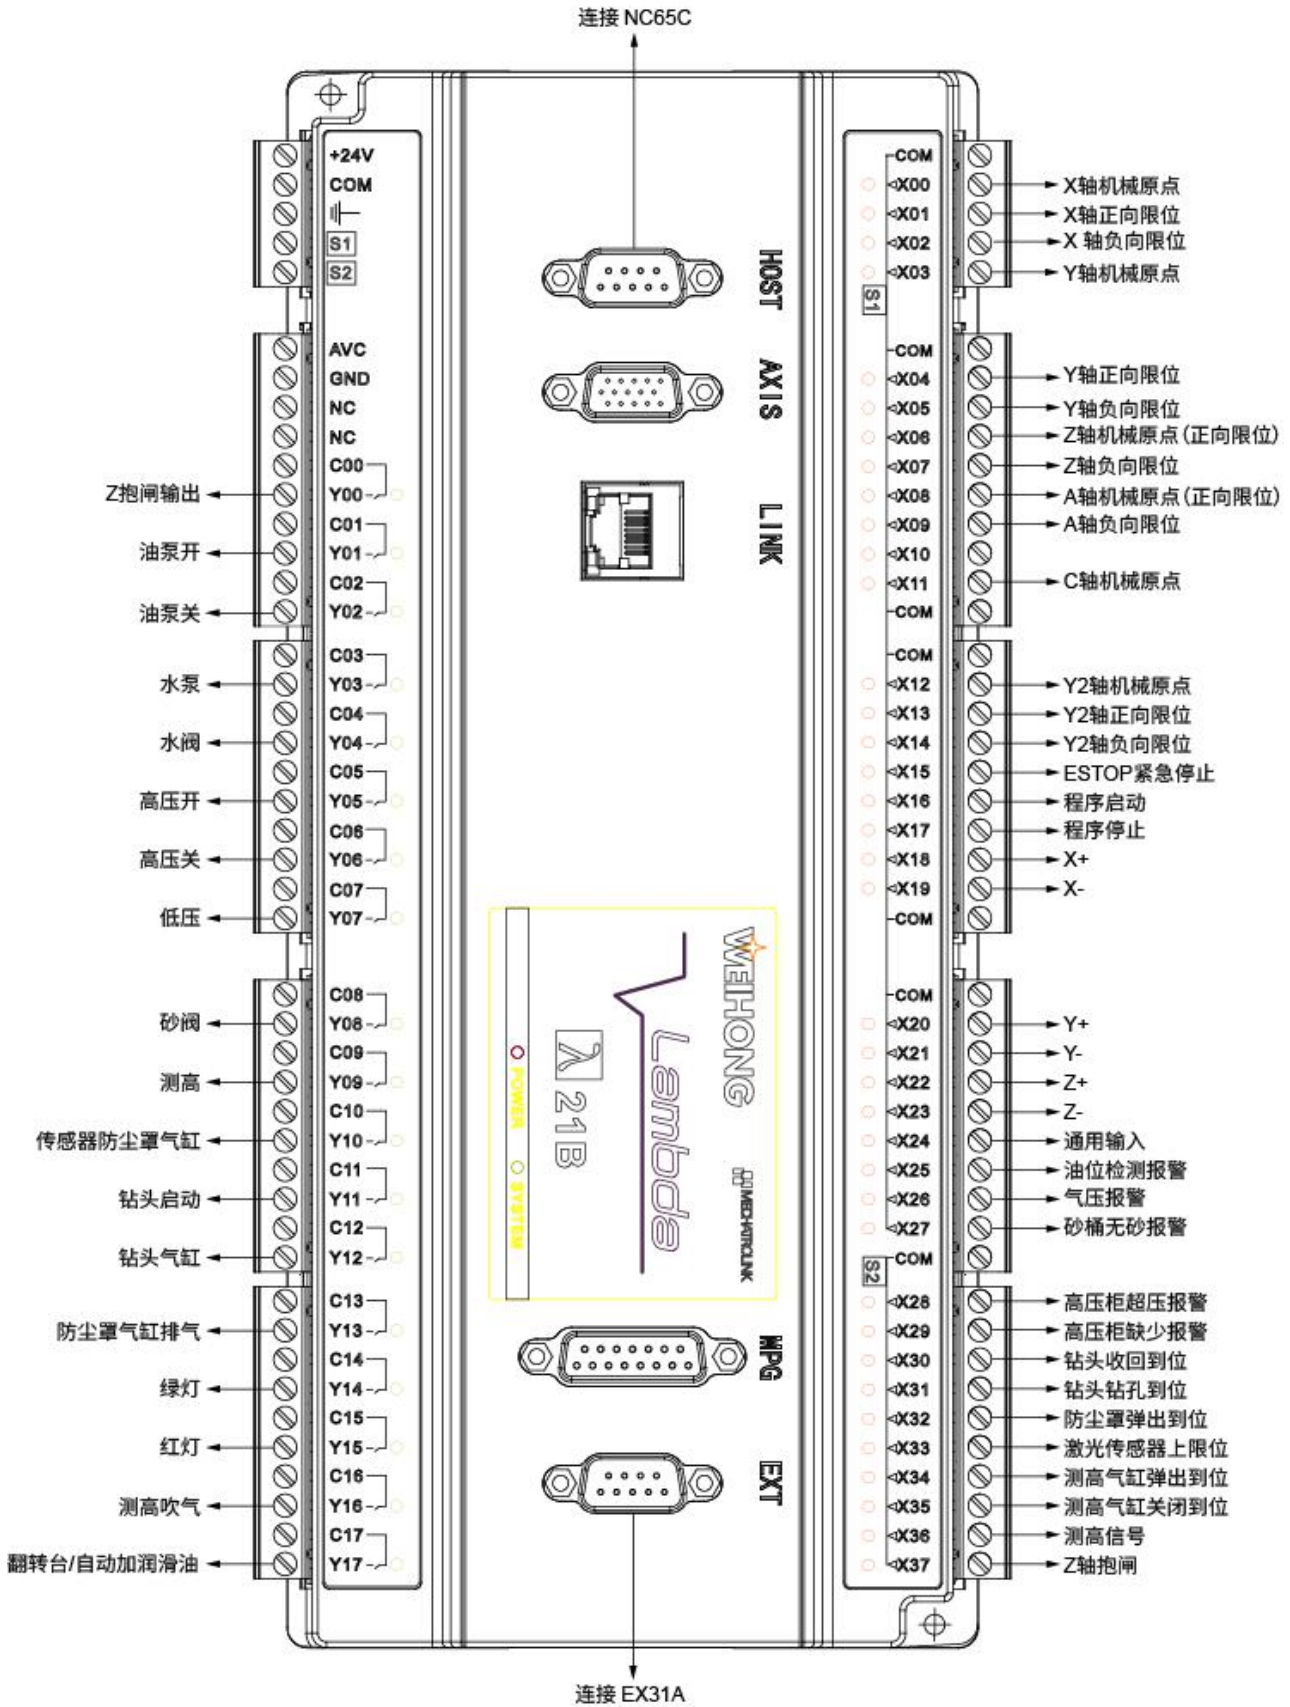 连接 NC65C
+24V
COM
S1
S2
AVC
GND
NC
NC
C00
Z抱闸输出 Y00
C01
油泵开 Y01
C02
油泵关 Y02
C03
水泵 Y03
C04
水阀 Y04
C05
高压开 Y05
C06
高压关 Y06
C07
低压 Y07
C08
砂阀 Y08
C09
测高 Y09
C10
传感器防尘罩气缸 Y10
C11
钻头启动 Y11
C12
钻头气缸 Y12
C13
防尘罩气缸排气 Y13
C14
绿灯 Y14
C15
红灯 Y15
C16
测高吹气 Y16
C17
翻转台/自动加润滑油 Y17
HOST
AXIS
LINK
WEIHONG
Lambda
λ 21B
MECHATROLINK
POWER
SYSTEM
MPG
EXT
COM
X00 X轴机械原点
X01 X轴正向限位
X02 X 轴负向限位
X03 Y轴机械原点
S1
COM
X04 Y轴正向限位
X05 Y轴负向限位
X06 Z轴机械原点(正向限位)
X07 Z轴负向限位
X08 A轴机械原点(正向限位)
X09 A轴负向限位
X10
X11 C轴机械原点
COM
COM
X12 Y2轴机械原点
X13 Y2轴正向限位
X14 Y2轴负向限位
X15 ESTOP紧急停止
X16 程序启动
X17 程序停止
X18 X+
X19 X-
COM
COM
X20 Y+
X21 Y-
X22 Z+
X23 Z-
X24 通用输入
X25 油位检测报警
X26 气压报警
X27 砂桶无砂报警
COM
S2
X28 高压柜超压报警
X29 高压柜缺少报警
X30 钻头收回到位
X31 钻头钻孔到位
X32 防尘罩弹出到位
X33 激光传感器上限位
X34 测高气缸弹出到位
X35 测高气缸关闭到位
X36 测高信号
X37 Z轴抱闸
连接 EX31A